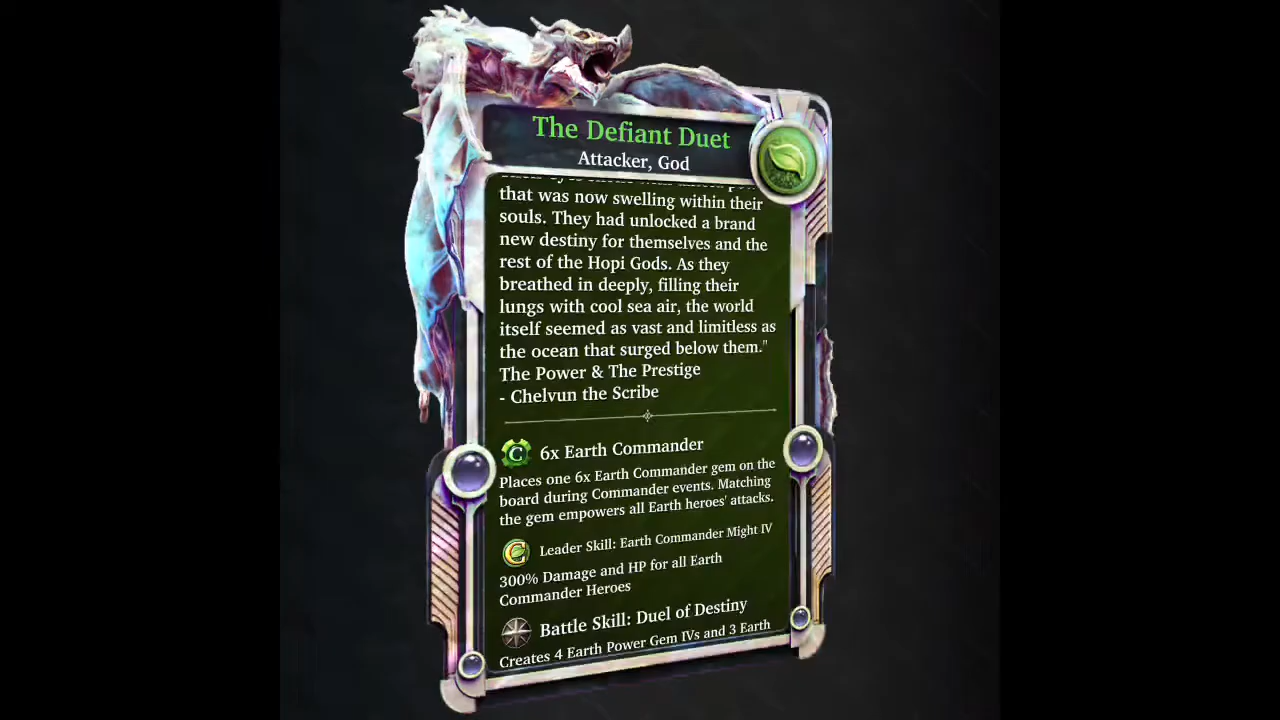 The Defiant Duet
Attacker, God
that was now swelling within their
souls. They had unlocked a brand
new destiny for themselves and the
rest of the Hopi Gods. As they
breathed in deeply, filling their
lungs with cool sea air, the world
itself seemed as vast and limitless as
the ocean that surged below them."
The Power & The Prestige
- Chelvun the Scribe
C 6x Earth Commander
Places one 6x Earth Commander gem on the
board during Commander events. Matching
the gem empowers all Earth heroes' attacks.
C Leader Skill: Earth Commander Might IV
300% Damage and HP for all Earth
Commander Heroes
Battle Skill: Duel of Destiny
Creates 4 Earth Power Gem IVs and 3 Earth